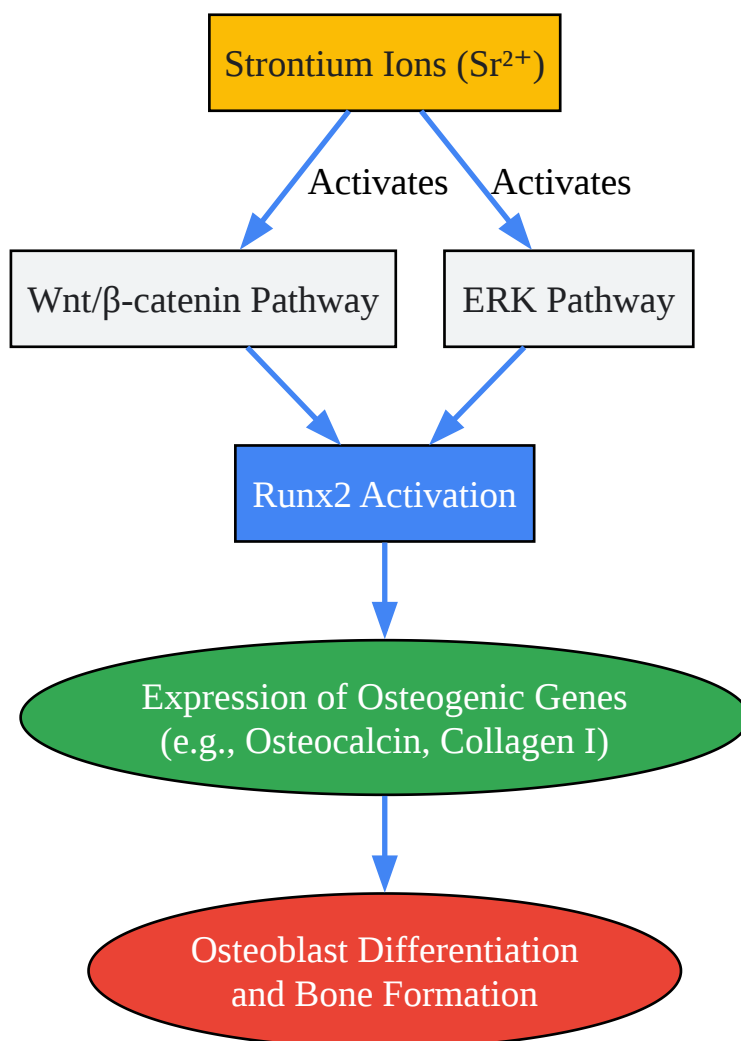 Strontium Ions (Sr²⁺)
Activates
Activates
Wnt/β-catenin Pathway
ERK Pathway
Runx2 Activation
Expression of Osteogenic Genes
(e.g., Osteocalcin, Collagen I)
Osteoblast Differentiation
and Bone Formation